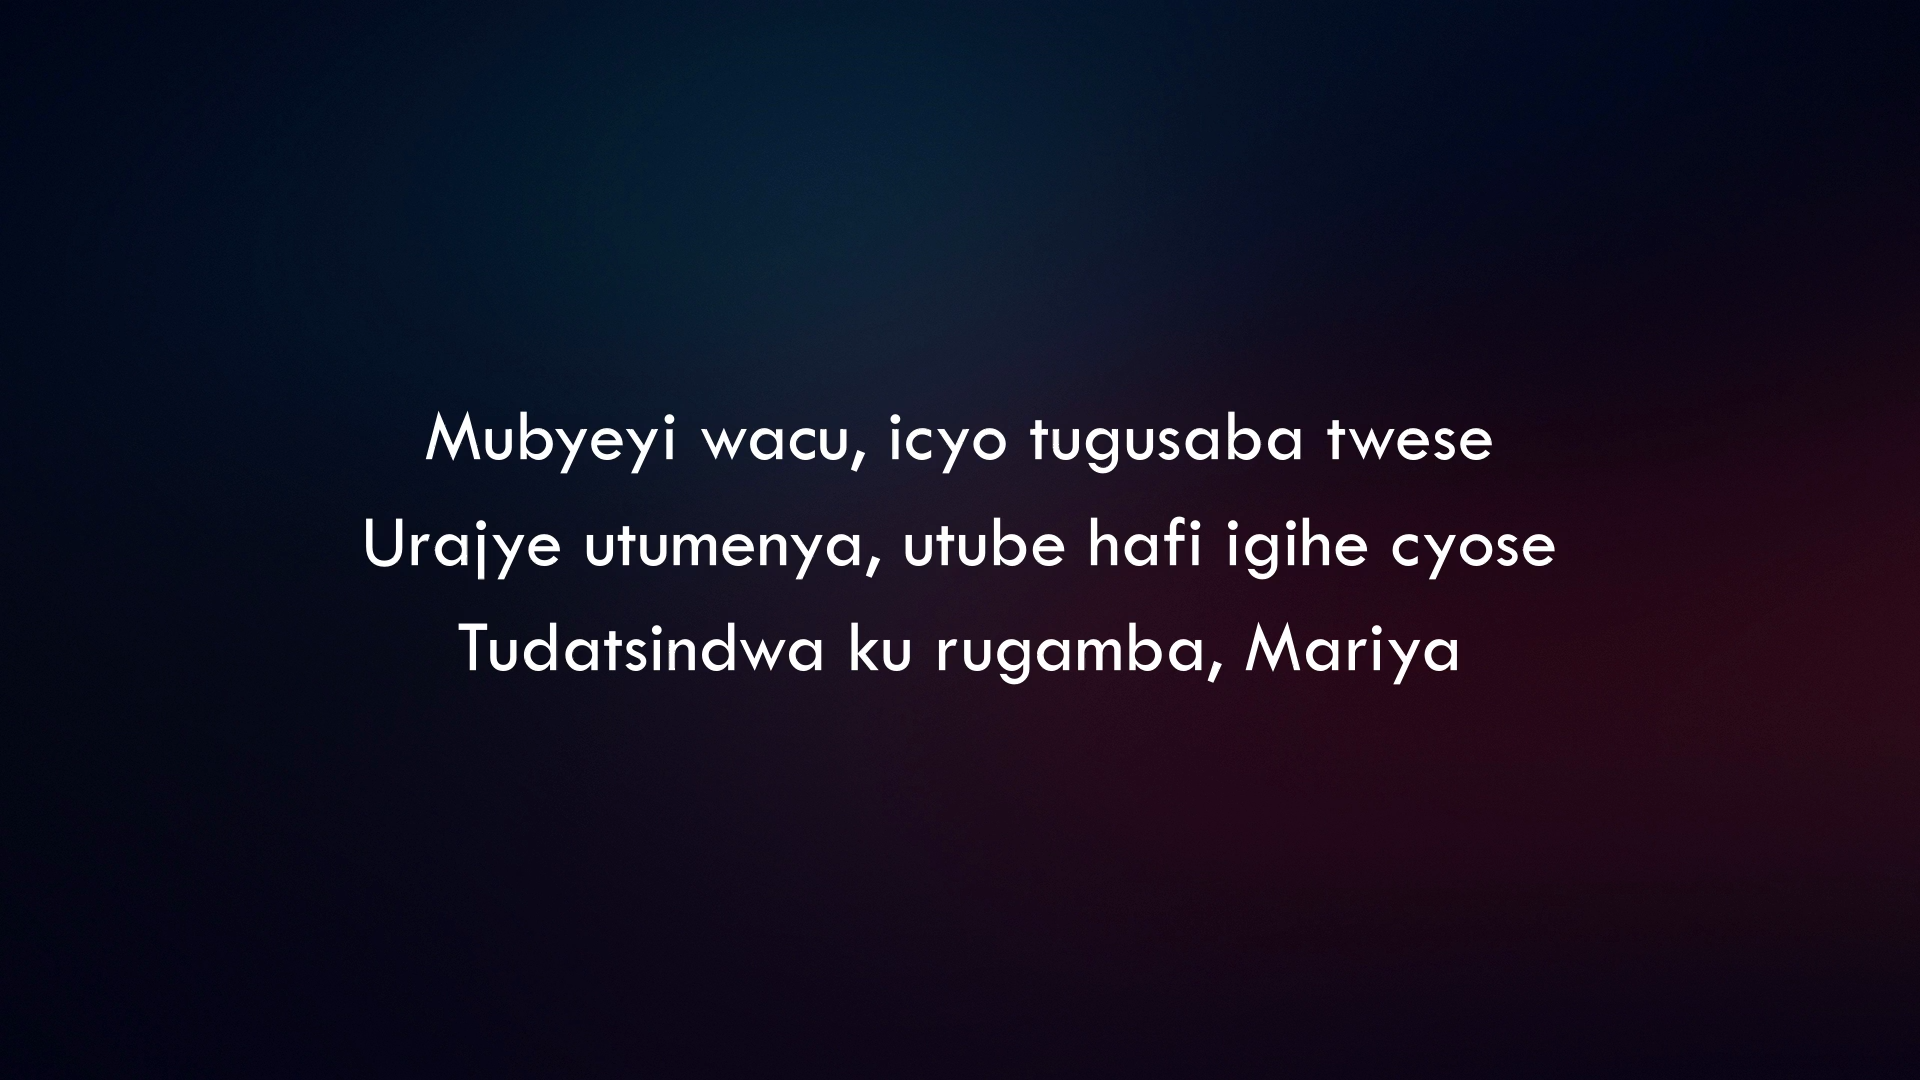 Mubyeyi wacu, icyo tugusaba twese
Urajye utumenya, utube hafi igihe cyose
Tudatsindwa ku rugamba, Mariya